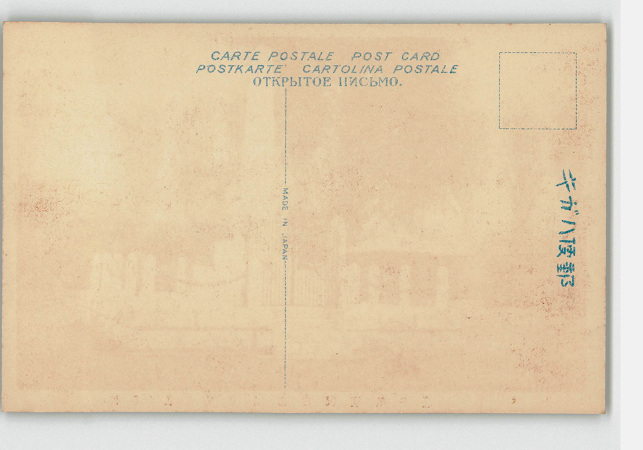 CARTE POSTALE POST CARD
POSTKARTE CARTOLINA POSTALE
ОТКРЫТОЕ ПИСЬМО.
MADE IN JAPAN
郵便ハガキ